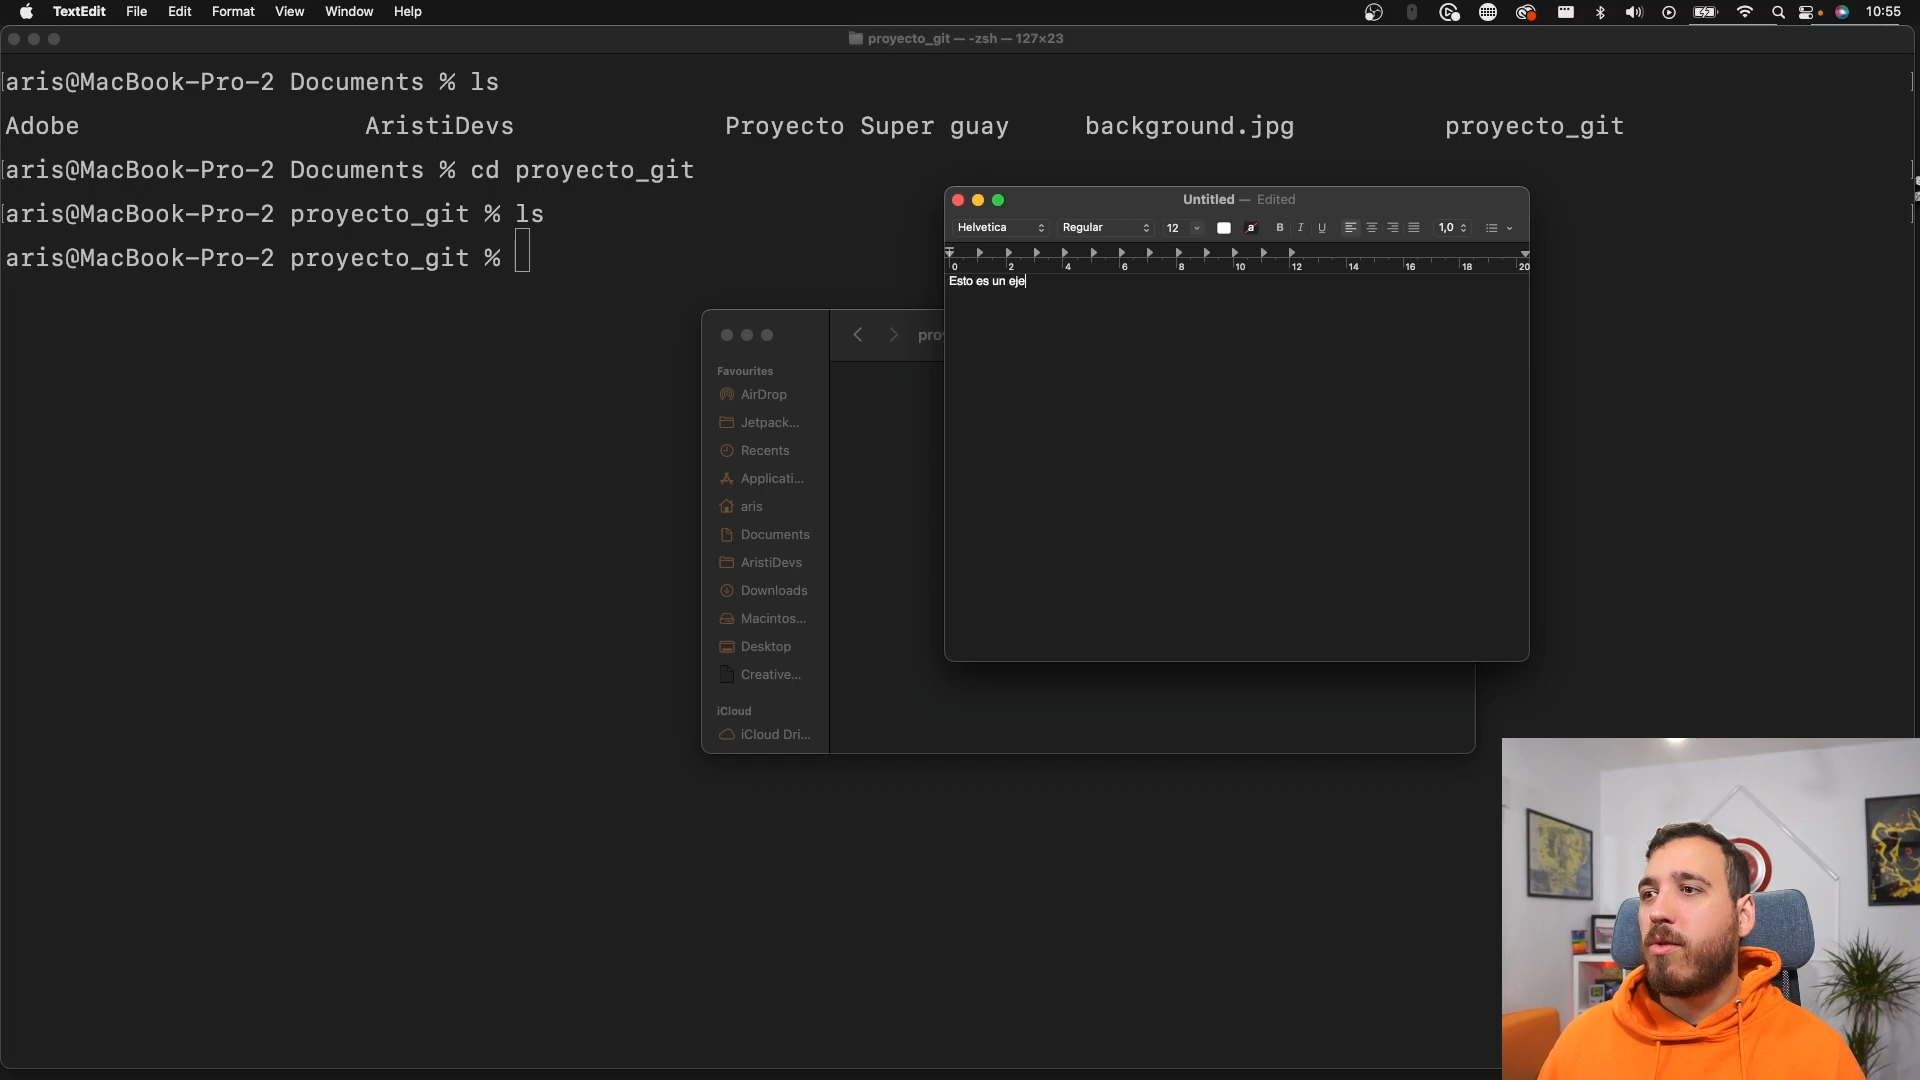 TextEdit File Edit Format View Window Help 10:55
proyecto_git — -zsh — 127×23
aris@MacBook-Pro-2 Documents % ls
Adobe AristiDevs Proyecto Super guay background.jpg proyecto_git
aris@MacBook-Pro-2 Documents % cd proyecto_git
aris@MacBook-Pro-2 proyecto_git % ls
aris@MacBook-Pro-2 proyecto_git %
Untitled — Edited
Helvetica Regular 12 a B I U 1,0
0 2 4 6 8 10 12 14 16 18 20
Esto es un eje
Favourites
AirDrop
Jetpack...
Recents
Applicati...
aris
Documents
AristiDevs
Downloads
Macintos...
Desktop
Creative...
iCloud
iCloud Dri...